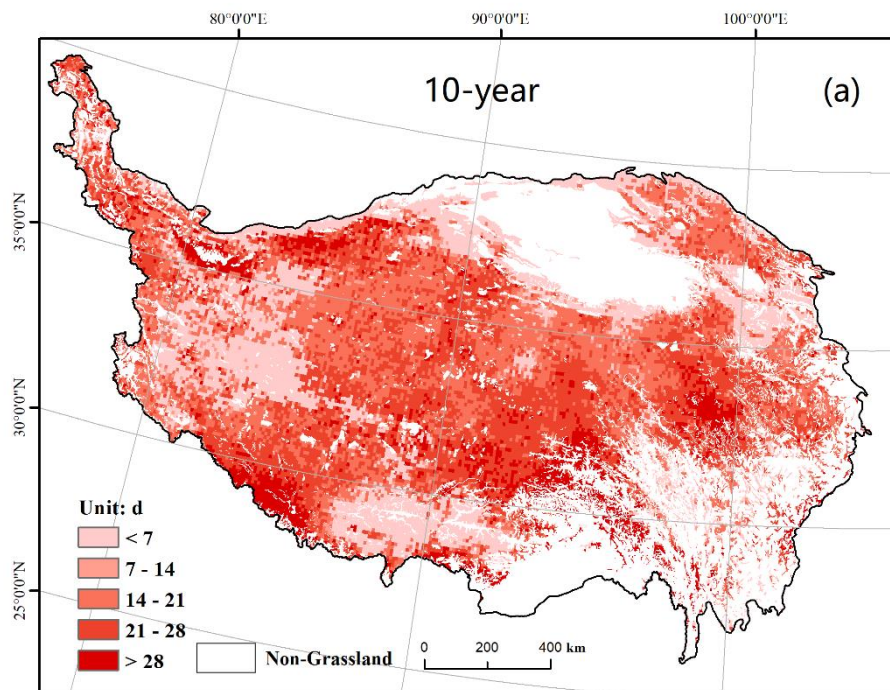 80°0'0"E
90°0'0"E
100°0'0"E
10-year
(a)
35°0'0"N
30°0'0"N
25°0'0"N
Unit: d
< 7
7 - 14
14 - 21
21 - 28
> 28
Non-Grassland
0 200 400 km